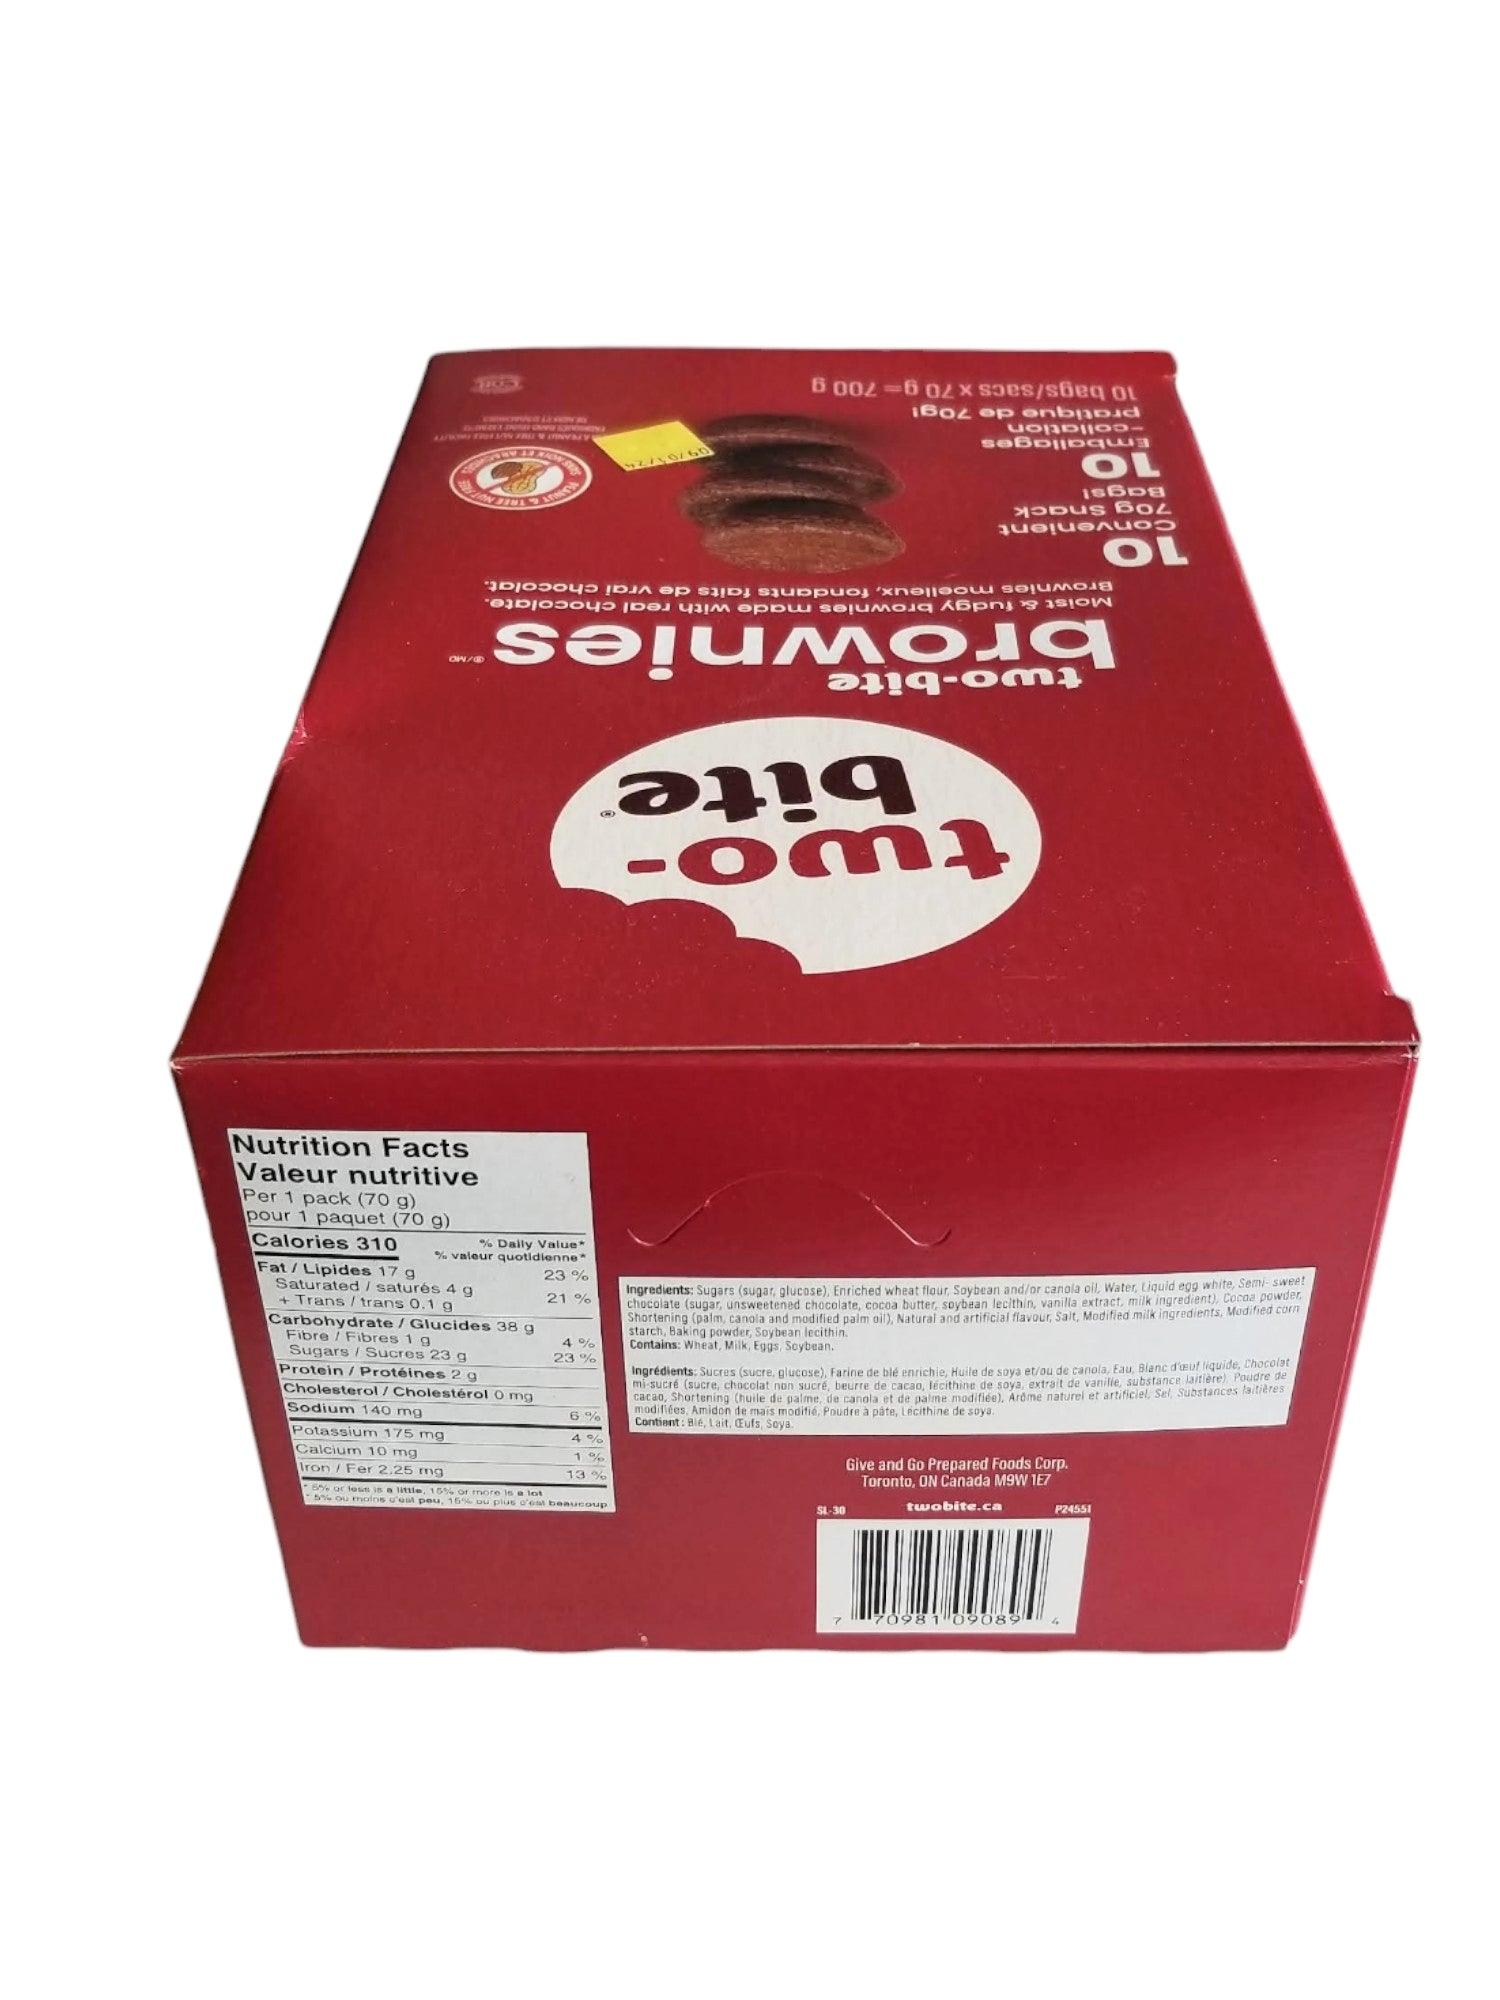 10 bags/sacs x 70 g = 700 g
pratique de 70g!
-collation
Emballages
10
Bags!
70g Snack
Convenient
10
09/01/24
PEANUT & TREE NUT FREE
SANS NOIX ET ARACHIDES
Brownies moelleux, fondants faits de vrai chocolat.
Moist & fudgy brownies made with real chocolate.
brownies ®/MD
two-bite
bite®
two-
Nutrition Facts
Valeur nutritive
Per 1 pack (70 g)
pour 1 paquet (70 g)
Calories 310
% Daily Value*
% valeur quotidienne*
Fat / Lipides 17 g 23 %
Saturated / saturés 4 g
+ Trans / trans 0.1 g 21 %
Carbohydrate / Glucides 38 g
Fibre / Fibres 1 g 4 %
Sugars / Sucres 23 g 23 %
Protein / Protéines 2 g
Cholesterol / Cholestérol 0 mg
Sodium 140 mg 6 %
Potassium 175 mg 4 %
Calcium 10 mg 1 %
Iron / Fer 2.25 mg 13 %
* 5% or less is a little, 15% or more is a lot
* 5% ou moins c'est peu, 15% ou plus c'est beaucoup
Ingredients: Sugars (sugar, glucose), Enriched wheat flour, Soybean and/or canola oil, Water, Liquid egg white, Semi- sweet
chocolate (sugar, unsweetened chocolate, cocoa butter, soybean lecithin, vanilla extract, milk ingredient), Cocoa powder,
Shortening (palm, canola and modified palm oil), Natural and artificial flavour, Salt, Modified milk ingredients, Modified corn
starch, Baking powder, Soybean lecithin.
Contains: Wheat, Milk, Eggs, Soybean.
Ingrédients: Sucres (sucre, glucose), Farine de blé enrichie, Huile de soya et/ou de canola, Eau, Blanc d'œuf liquide, Chocolat
mi-sucré (sucre, chocolat non sucré, beurre de cacao, lécithine de soya, extrait de vanille, substance laitière), Poudre de
cacao, Shortening (huile de palme, de canola et de palme modifiée), Arôme naturel et artificiel, Sel, Substances laitières
modifiées, Amidon de maïs modifié, Poudre à pâte, Lécithine de soya.
Contient : Blé, Lait, Œufs, Soya.
Give and Go Prepared Foods Corp.
Toronto, ON Canada M9W 1E7
SL-30 twobite.ca P24551
7 70981 09089 4